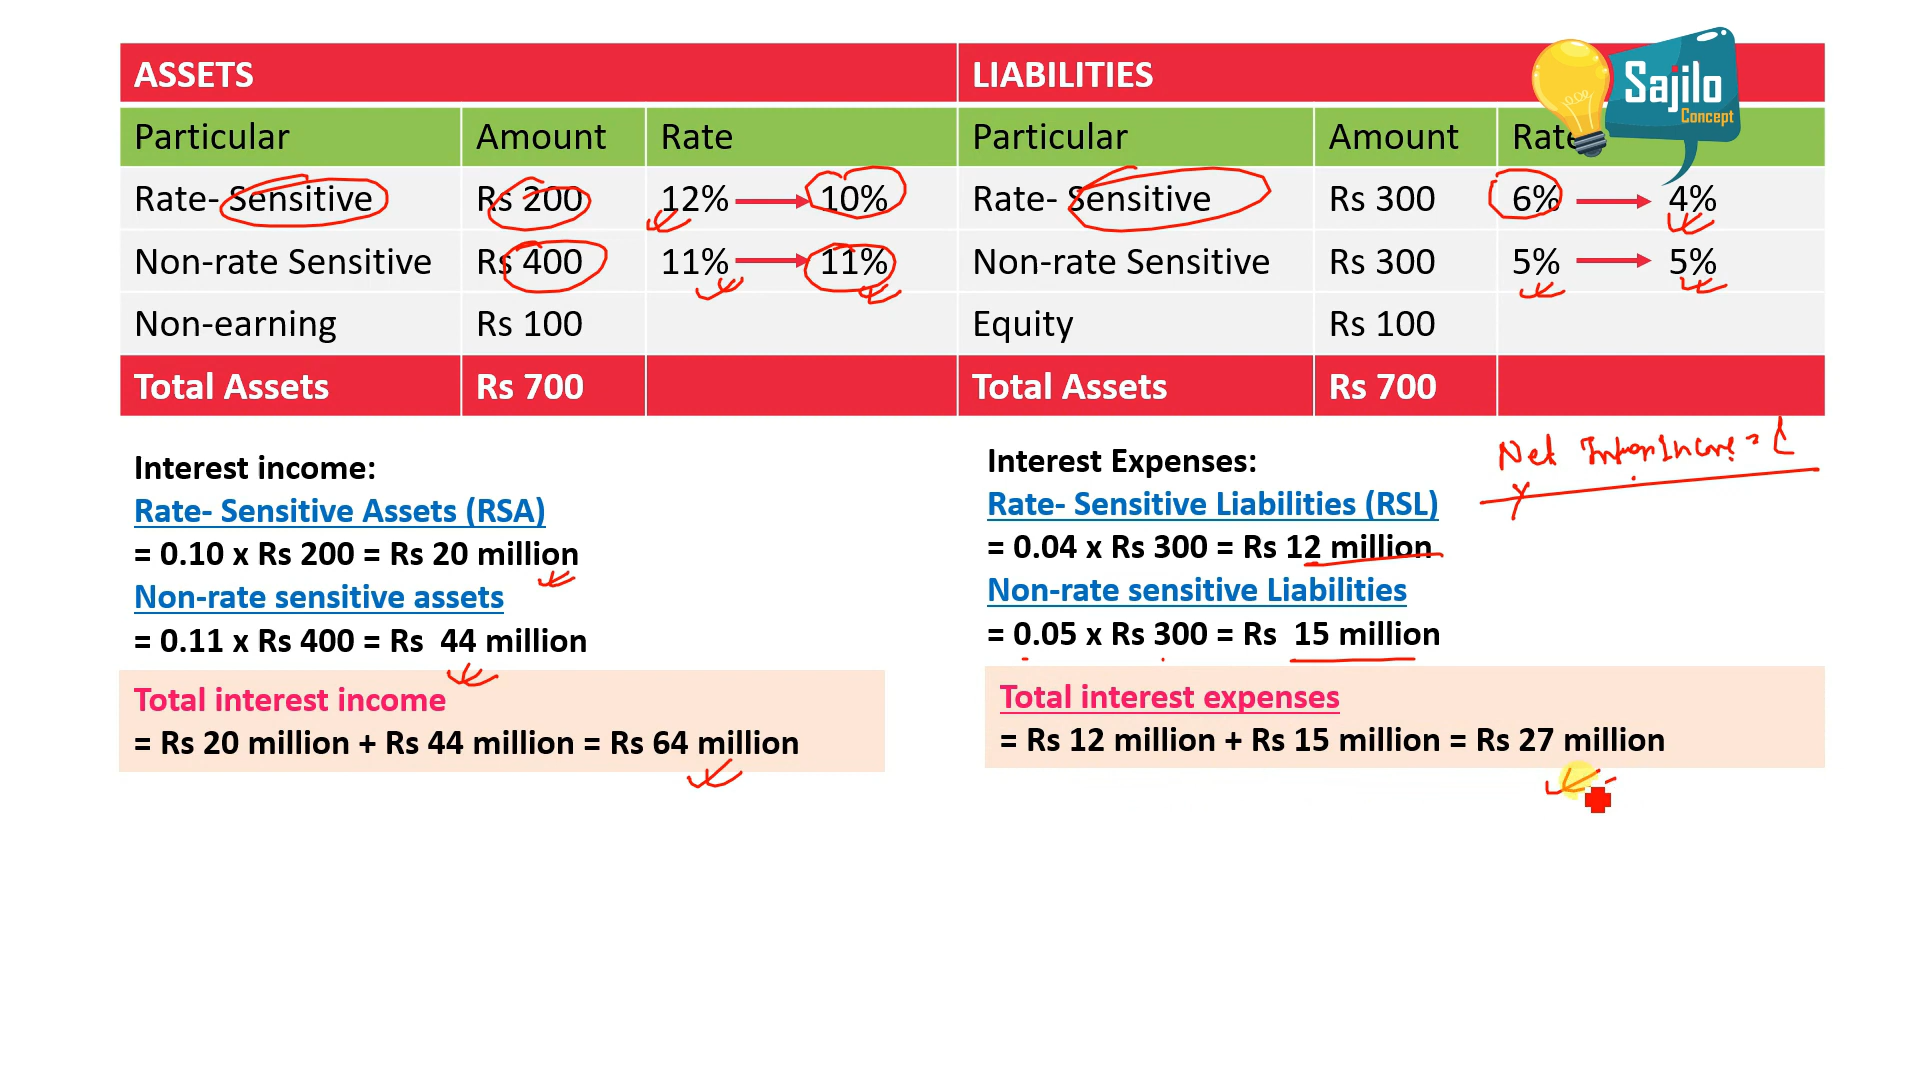 ASSETS LIABILITIES
Sajilo
Concept
Particular Amount Rate Particular Amount Rate
Rate- Sensitive Rs 200 12% 10% Rate- Sensitive Rs 300 6% 4%
Non-rate Sensitive Rs 400 11% 11% Non-rate Sensitive Rs 300 5% 5%
Non-earning Rs 100 Equity Rs 100
Total Assets Rs 700 Total Assets Rs 700
Interest income:
Rate- Sensitive Assets (RSA)
= 0.10 x Rs 200 = Rs 20 million
Non-rate sensitive assets
= 0.11 x Rs 400 = Rs 44 million
Total interest income
= Rs 20 million + Rs 44 million = Rs 64 million
Interest Expenses:
Rate- Sensitive Liabilities (RSL)
= 0.04 x Rs 300 = Rs 12 million
Non-rate sensitive Liabilities
= 0.05 x Rs 300 = Rs 15 million
Total interest expenses
= Rs 12 million + Rs 15 million = Rs 27 million
Net